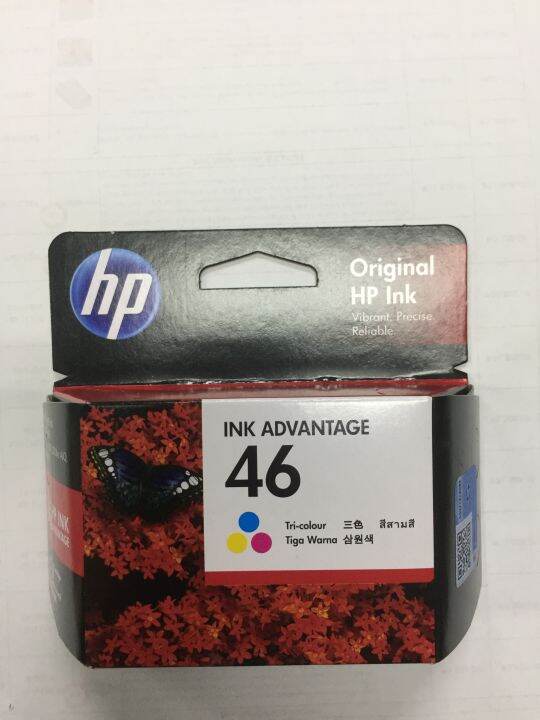 hp
Original
HP Ink
Vibrant. Precise
Reliable.
INK ADVANTAGE
46
Tri-colour 三色 สีสามสี
Tiga Warna 삼원색
INK